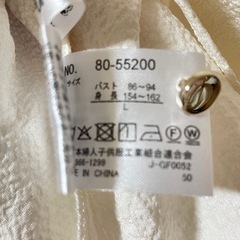 NO. 80-55200
サイズ
バスト 86~94
身長 154~162
L
本婦人子供服工業組合連合会
366-1299 J-GF0052
IN CHINA 50